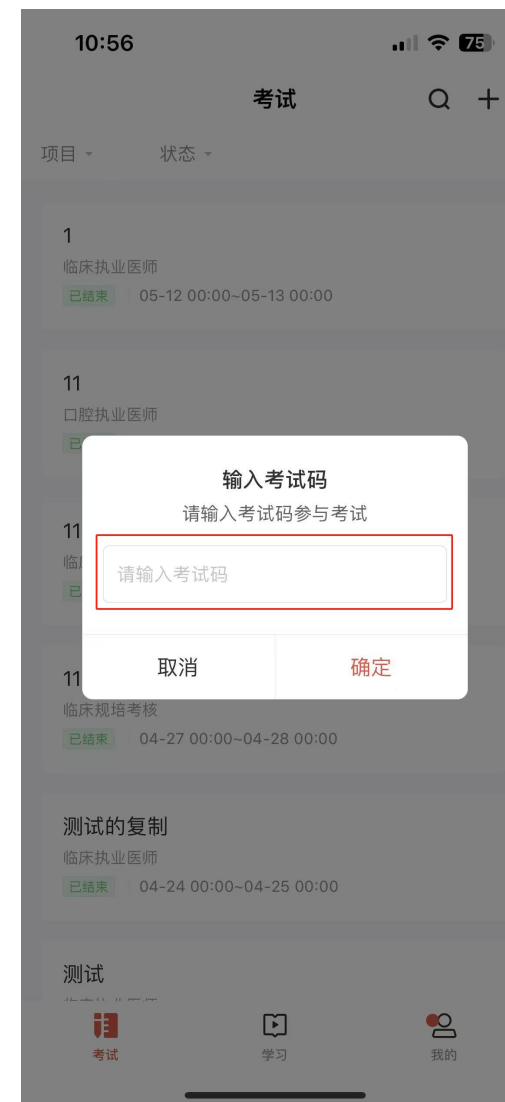 10:56
75
考试
项目
状态
1
临床执业医师
已结束 05-12 00:00~05-13 00:00
11
口腔执业医师
输入考试码
请输入考试码参与考试
11
请输入考试码
取消 确定
11
临床规培考核
已结束 04-27 00:00~04-28 00:00
测试的复制
临床执业医师
已结束 04-24 00:00~04-25 00:00
测试
考试 学习 我的